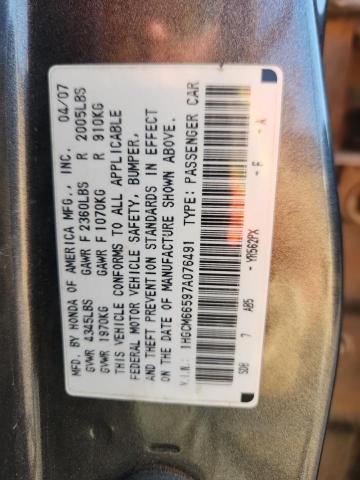 MFD. BY HONDA OF AMERICA MFG., INC. 04/07
GVWR 4345LBS GAWR F 2360LBS R 2005LBS
GVWR 1970KG GAWR F 1070KG R 910KG
THIS VEHICLE CONFORMS TO ALL APPLICABLE
FEDERAL MOTOR VEHICLE SAFETY, BUMPER,
AND THEFT PREVENTION STANDARDS IN EFFECT
ON THE DATE OF MANUFACTURE SHOWN ABOVE.
V.I.N.: 1HGCM66597A076491 TYPE: PASSENGER CAR
SDB 7 AB5 - YR562PX - F - A